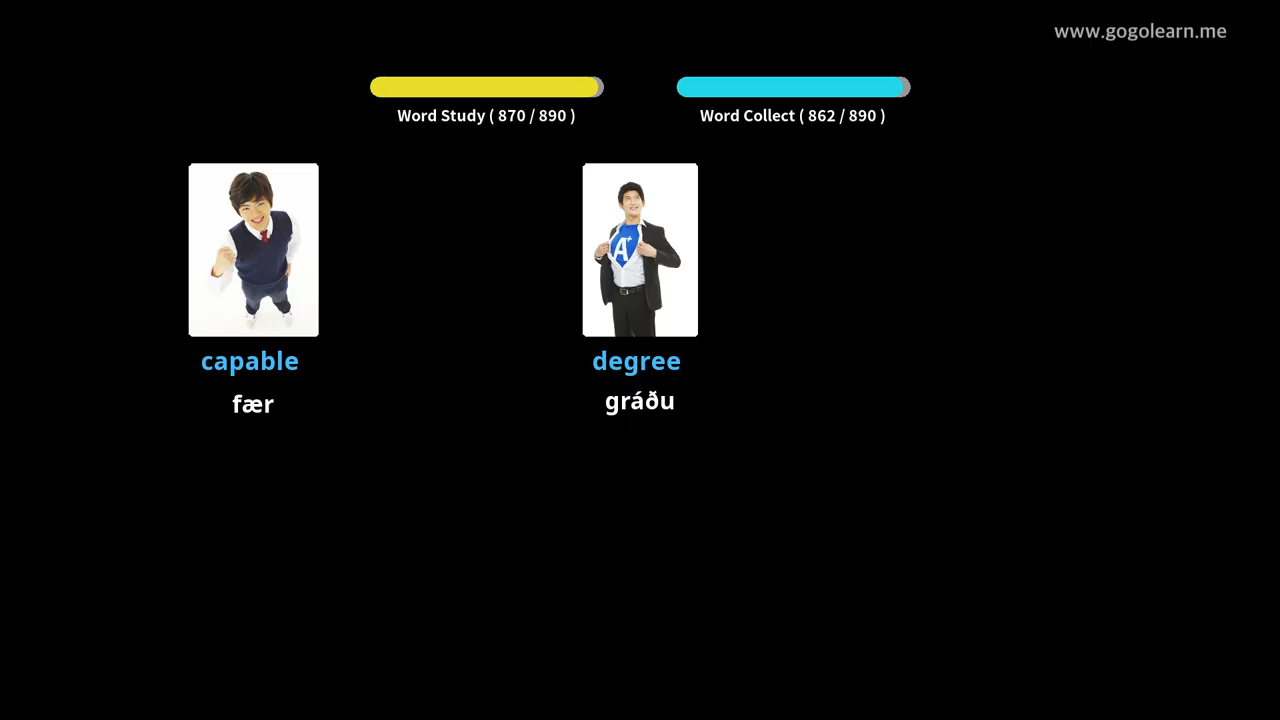 www.gogolearn.me
Word Study ( 870 / 890 )
Word Collect ( 862 / 890 )
A+
capable
fær
degree
gráðu